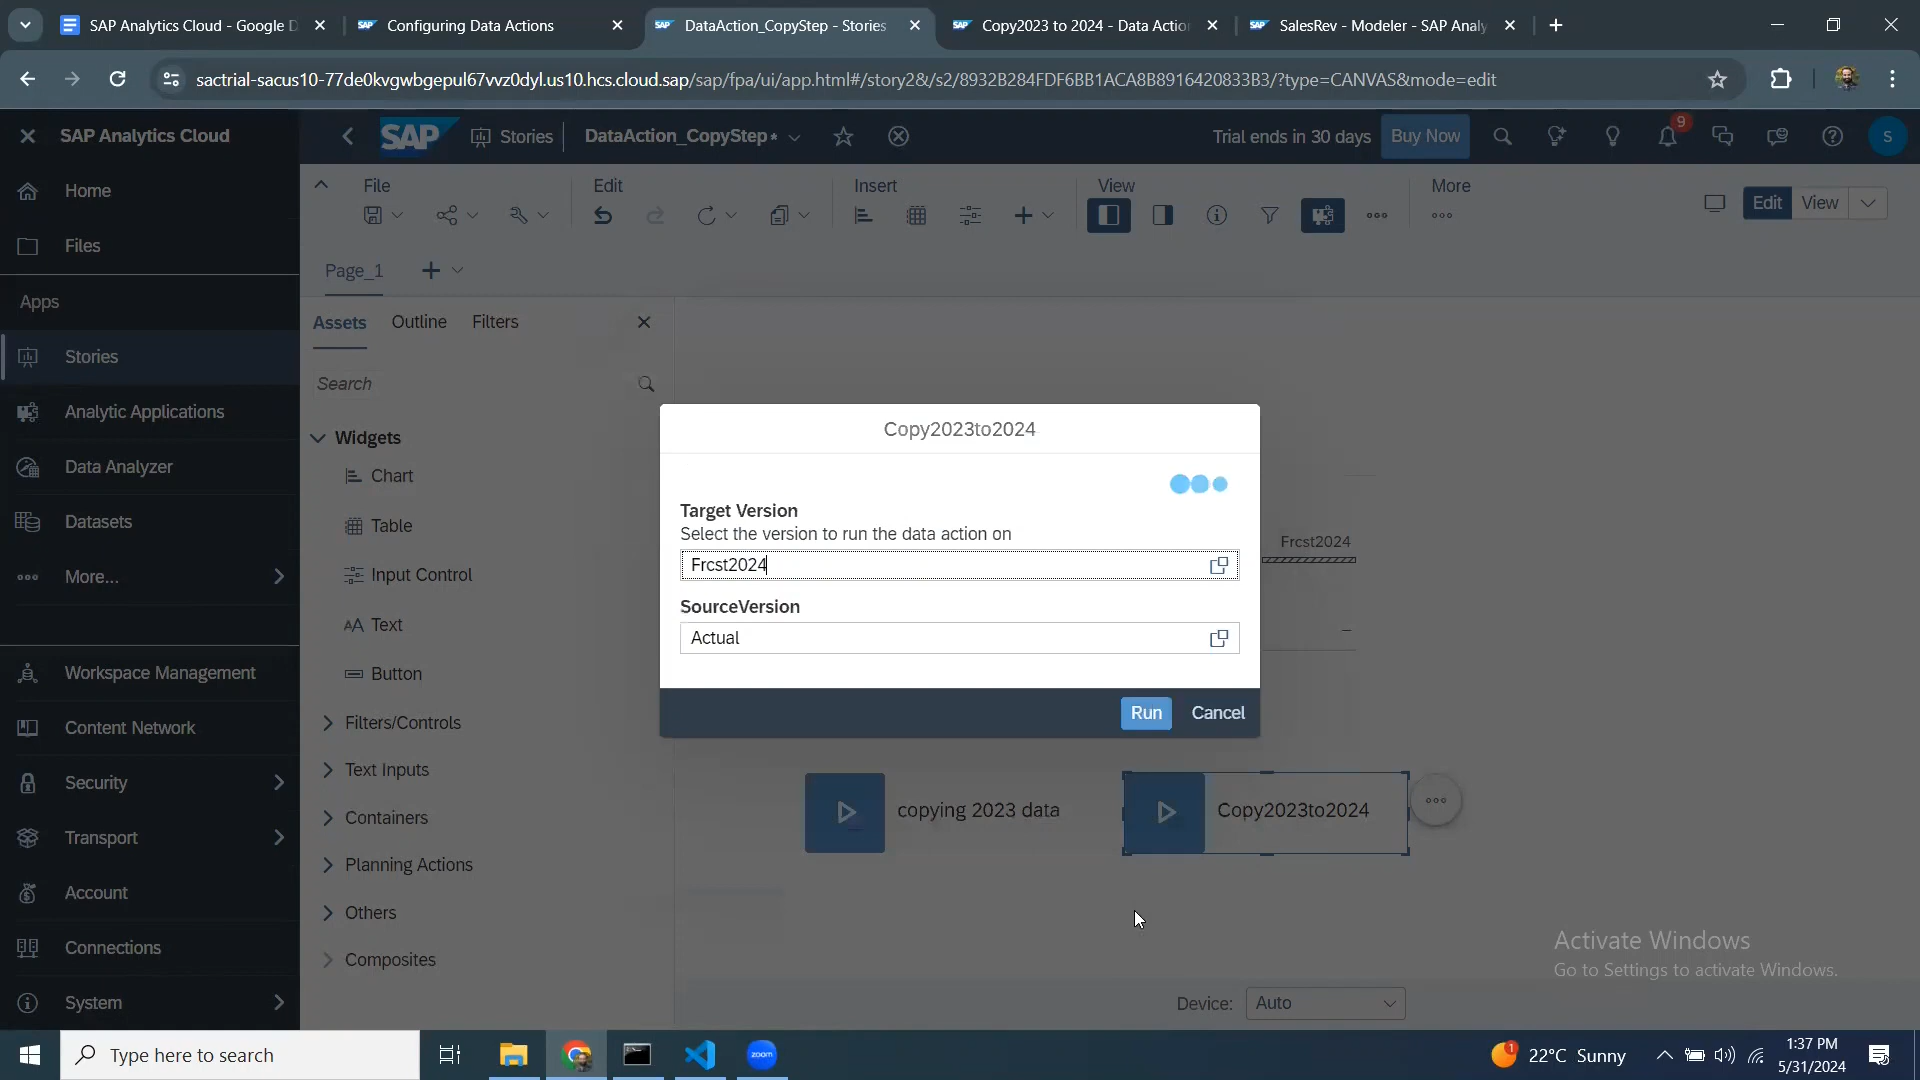 SAP Analytics Cloud - Google D
Configuring Data Actions
DataAction_CopyStep - Stories
Copy2023 to 2024 - Data Action
SalesRev - Modeler - SAP Analy
sactrial-sacus10-77de0kvgwbgepul67vvz0dyl.us10.hcs.cloud.sap/sap/fpa/ui/app.html#/story2&/s2/8932B284FDF6BB1ACA8B8916420833B3/?type=CANVAS&mode=edit
SAP Analytics Cloud
SAP
Stories
DataAction_CopyStep*
Trial ends in 30 days
Buy Now
9
S
Home
Files
Apps
Stories
Analytic Applications
Data Analyzer
Datasets
More...
Workspace Management
Content Network
Security
Transport
Account
Connections
System
File
Edit
Insert
View
More
Edit
View
Page_1
Assets
Outline
Filters
Search
Widgets
Chart
Table
Input Control
Text
Button
Filters/Controls
Text Inputs
Containers
Planning Actions
Others
Composites
Copy2023to2024
Target Version
Select the version to run the data action on
Frcst2024
SourceVersion
Actual
Run
Cancel
Frcst2024
–
copying 2023 data
Copy2023to2024
Activate Windows
Go to Settings to activate Windows.
Device:
Auto
Type here to search
zoom
1
22°C Sunny
1:37 PM
5/31/2024